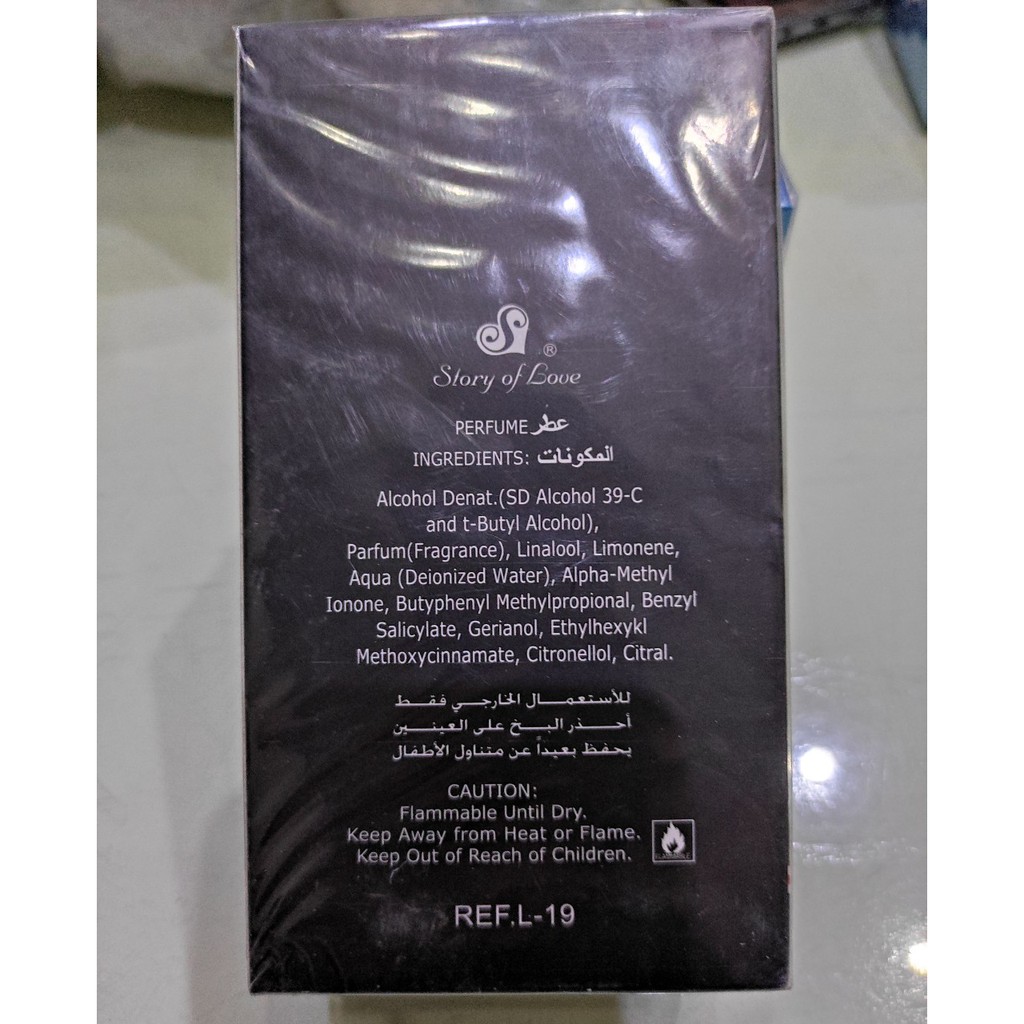 S ®
Story of Love
PERFUME عطر
INGREDIENTS: المكونات
Alcohol Denat.(SD Alcohol 39-C
and t-Butyl Alcohol),
Parfum(Fragrance), Linalool, Limonene,
Aqua (Deionized Water), Alpha-Methyl
Ionone, Butyphenyl Methylpropional, Benzyl
Salicylate, Gerianol, Ethylhexykl
Methoxycinnamate, Citronellol, Citral.
للأستعمال الخارجي فقط
أحذر البخ على العينين
يحفظ بعيداً عن متناول الأطفال
CAUTION:
Flammable Until Dry.
Keep Away from Heat or Flame.
Keep Out of Reach of Children.
REF.L-19